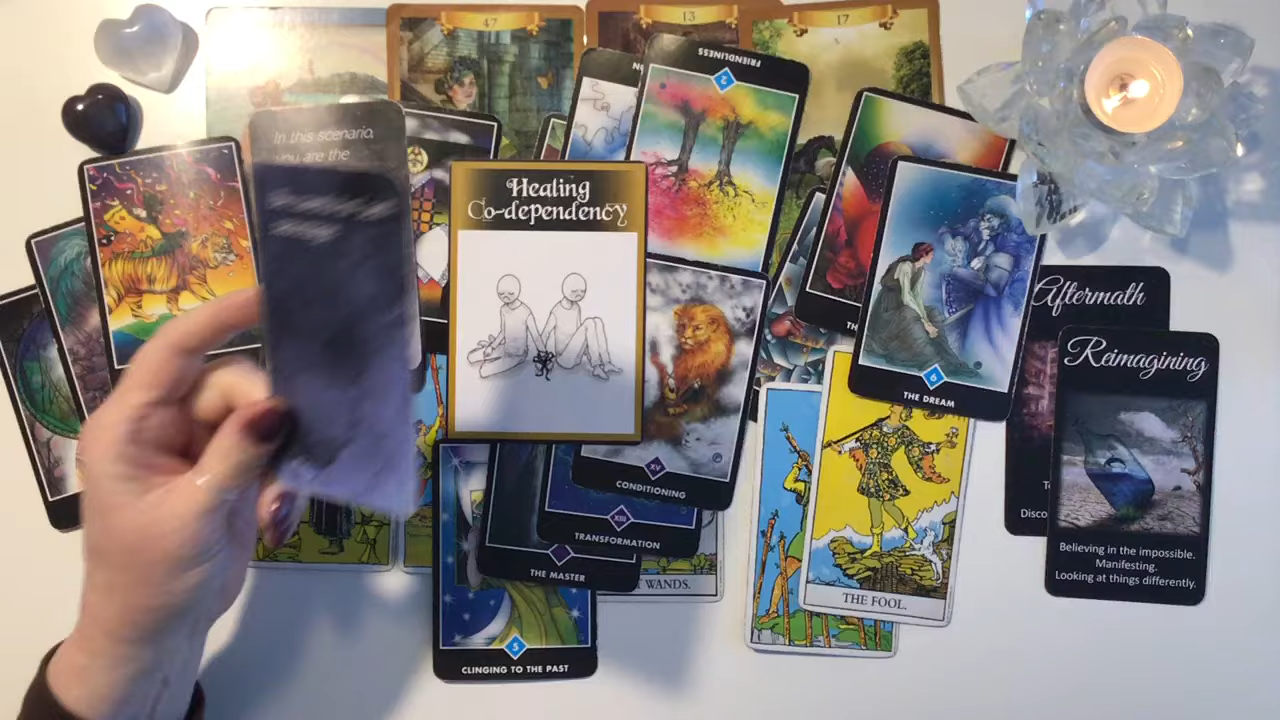 47
13
17
FRIENDLINESS
2
In this scenario,
you are the
Healing
Co-dependency
Aftermath
Reimagining
6
THE DREAM
XV
CONDITIONING
XIII
TRANSFORMATION
THE MASTER
WANDS.
THE FOOL.
5
CLINGING TO THE PAST
Believing in the impossible.
Manifesting.
Looking at things differently.